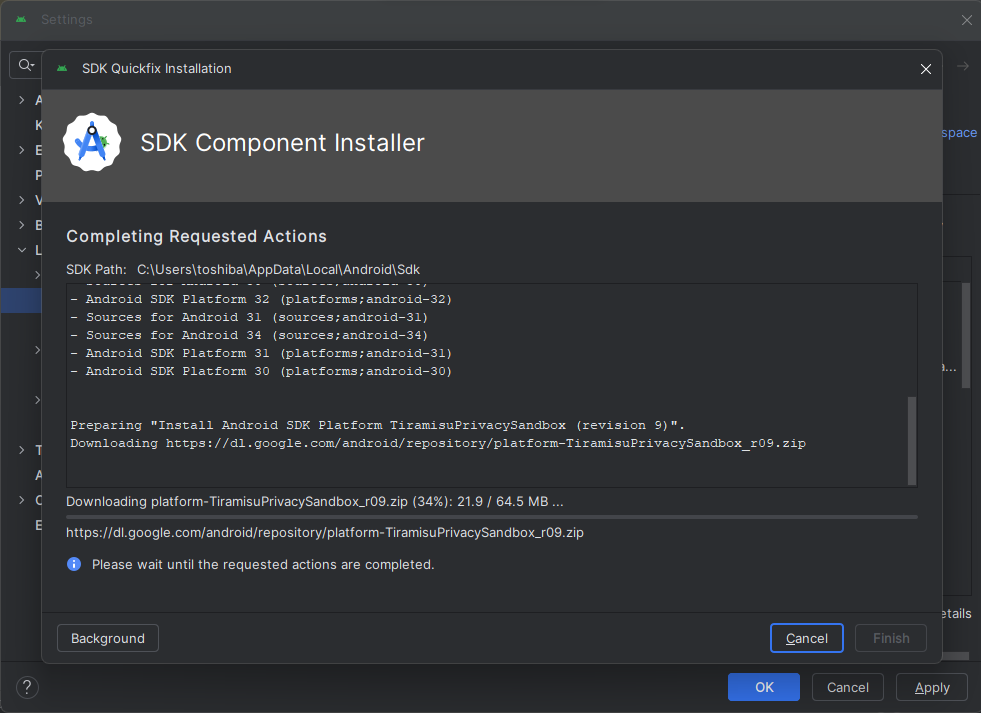 Settings
SDK Quickfix Installation
SDK Component Installer
space
A
K
E
P
V
B
L
Completing Requested Actions
SDK Path: C:\Users\toshiba\AppData\Local\Android\Sdk
- Android SDK Platform 32 (platforms;android-32)
- Sources for Android 31 (sources;android-31)
- Sources for Android 34 (sources;android-34)
- Android SDK Platform 31 (platforms;android-31)
- Android SDK Platform 30 (platforms;android-30)
a...
Preparing "Install Android SDK Platform TiramisuPrivacySandbox (revision 9)".
Downloading https://dl.google.com/android/repository/platform-TiramisuPrivacySandbox_r09.zip
T
A
Downloading platform-TiramisuPrivacySandbox_r09.zip (34%): 21.9 / 64.5 MB ...
E
https://dl.google.com/android/repository/platform-TiramisuPrivacySandbox_r09.zip
Please wait until the requested actions are completed.
etails
Background
Cancel
Finish
?
OK
Cancel
Apply